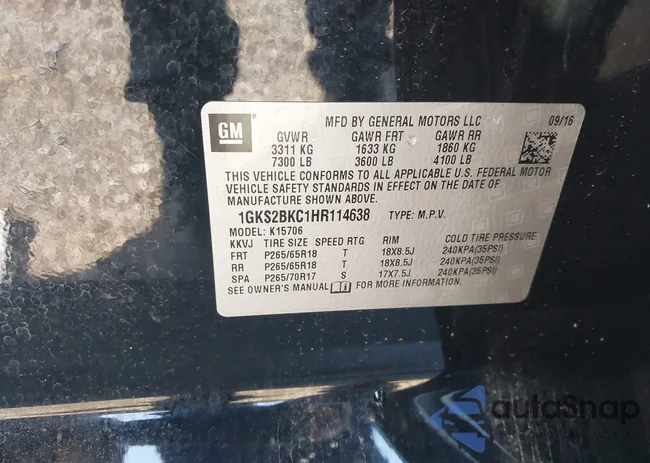 GM
MFD BY GENERAL MOTORS LLC 09/16
GVWR GAWR FRT GAWR RR
3311 KG 1633 KG 1860 KG
7300 LB 3600 LB 4100 LB
THIS VEHICLE CONFORMS TO ALL APPLICABLE U.S. FEDERAL MOTOR
VEHICLE SAFETY STANDARDS IN EFFECT ON THE DATE OF
MANUFACTURE SHOWN ABOVE.
1GKS2BKC1HR114638 TYPE: M.P.V.
MODEL: K15706
KKVJ TIRE SIZE SPEED RTG RIM COLD TIRE PRESSURE
FRT P265/65R18 T 18X8.5J 240KPA(35PSI)
RR P265/65R18 T 18X8.5J 240KPA(35PSI)
SPA P265/70R17 S 17X7.5J 240KPA(35PSI)
SEE OWNER'S MANUAL FOR MORE INFORMATION.
autoSnap